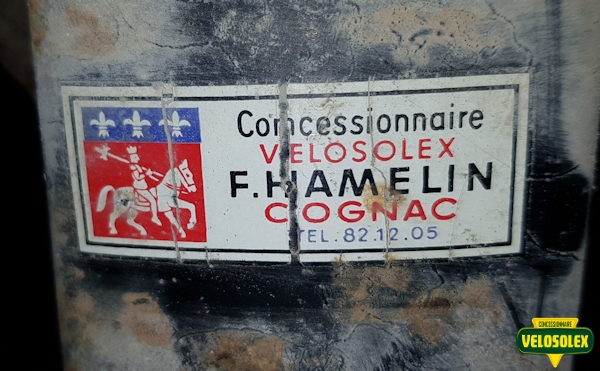 Concessionnaire
VELOSOLEX
F.HAMELIN
COGNAC
TEL. 82.12.05
CONCESSIONNAIRE
VELOSOLEX